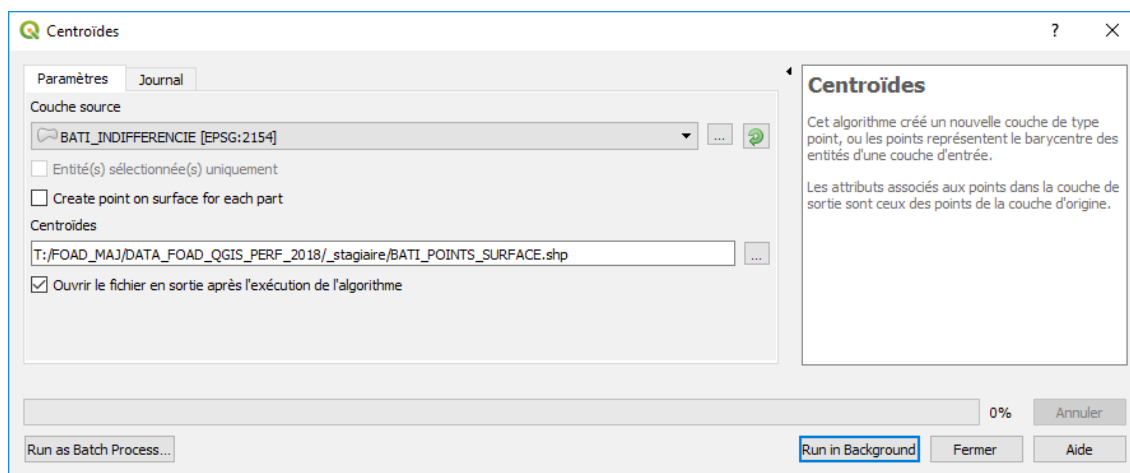 Centroïdes
?
Paramètres
Journal
Couche source
BATI_INDIFFERENCIE [EPSG:2154]
...
Entité(s) sélectionnée(s) uniquement
Create point on surface for each part
Centroïdes
T:/FOAD_MAJ/DATA_FOAD_QGIS_PERF_2018/_stagiaire/BATI_POINTS_SURFACE.shp
...
Ouvrir le fichier en sortie après l'exécution de l'algorithme
Centroïdes
Cet algorithme créé un nouvelle couche de type
point, ou les points représentent le barycentre des
entités d'une couche d'entrée.
Les attributs associés aux points dans la couche de
sortie sont ceux des points de la couche d'origine.
0%
Annuler
Run as Batch Process...
Run in Background
Fermer
Aide